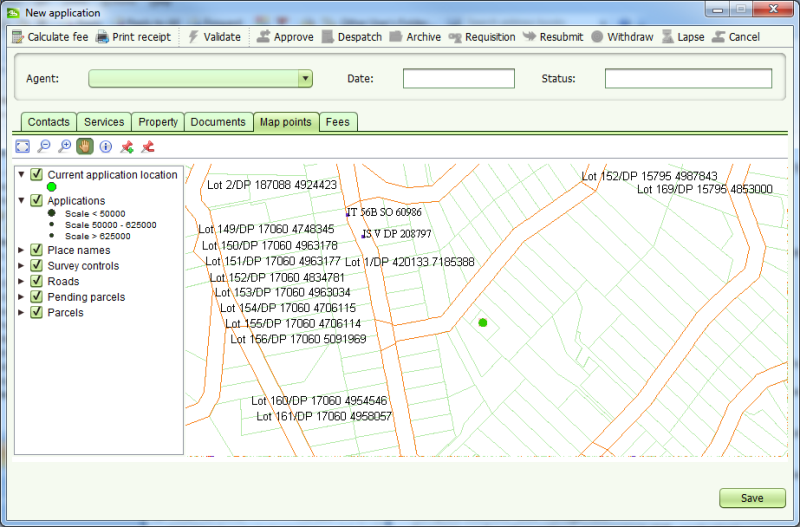 New application
Calculate fee Print receipt Validate Approve Despatch Archive Requisition Resubmit Withdraw Lapse Cancel
Agent: Date: Status:
Contacts Services Property Documents Map points Fees
Current application location
Applications
Scale < 50000
Scale 50000 - 625000
Scale > 625000
Place names
Survey controls
Roads
Pending parcels
Parcels
Lot 152/DP 15795 4987843
Lot 2/DP 187088 4924423
Lot 169/DP 15795 4853000
IT 56B SO 60986
Lot 149/DP 17060 4748345
IS V DP 208797
Lot 150/DP 17060 4963178
Lot 151/DP 17060 4963177
Lot 1/DP 420133 7185388
Lot 152/DP 17060 4834781
Lot 153/DP 17060 4963034
Lot 154/DP 17060 4706115
Lot 155/DP 17060 4706114
Lot 156/DP 17060 5091969
Lot 160/DP 17060 4954546
Lot 161/DP 17060 4958057
Save